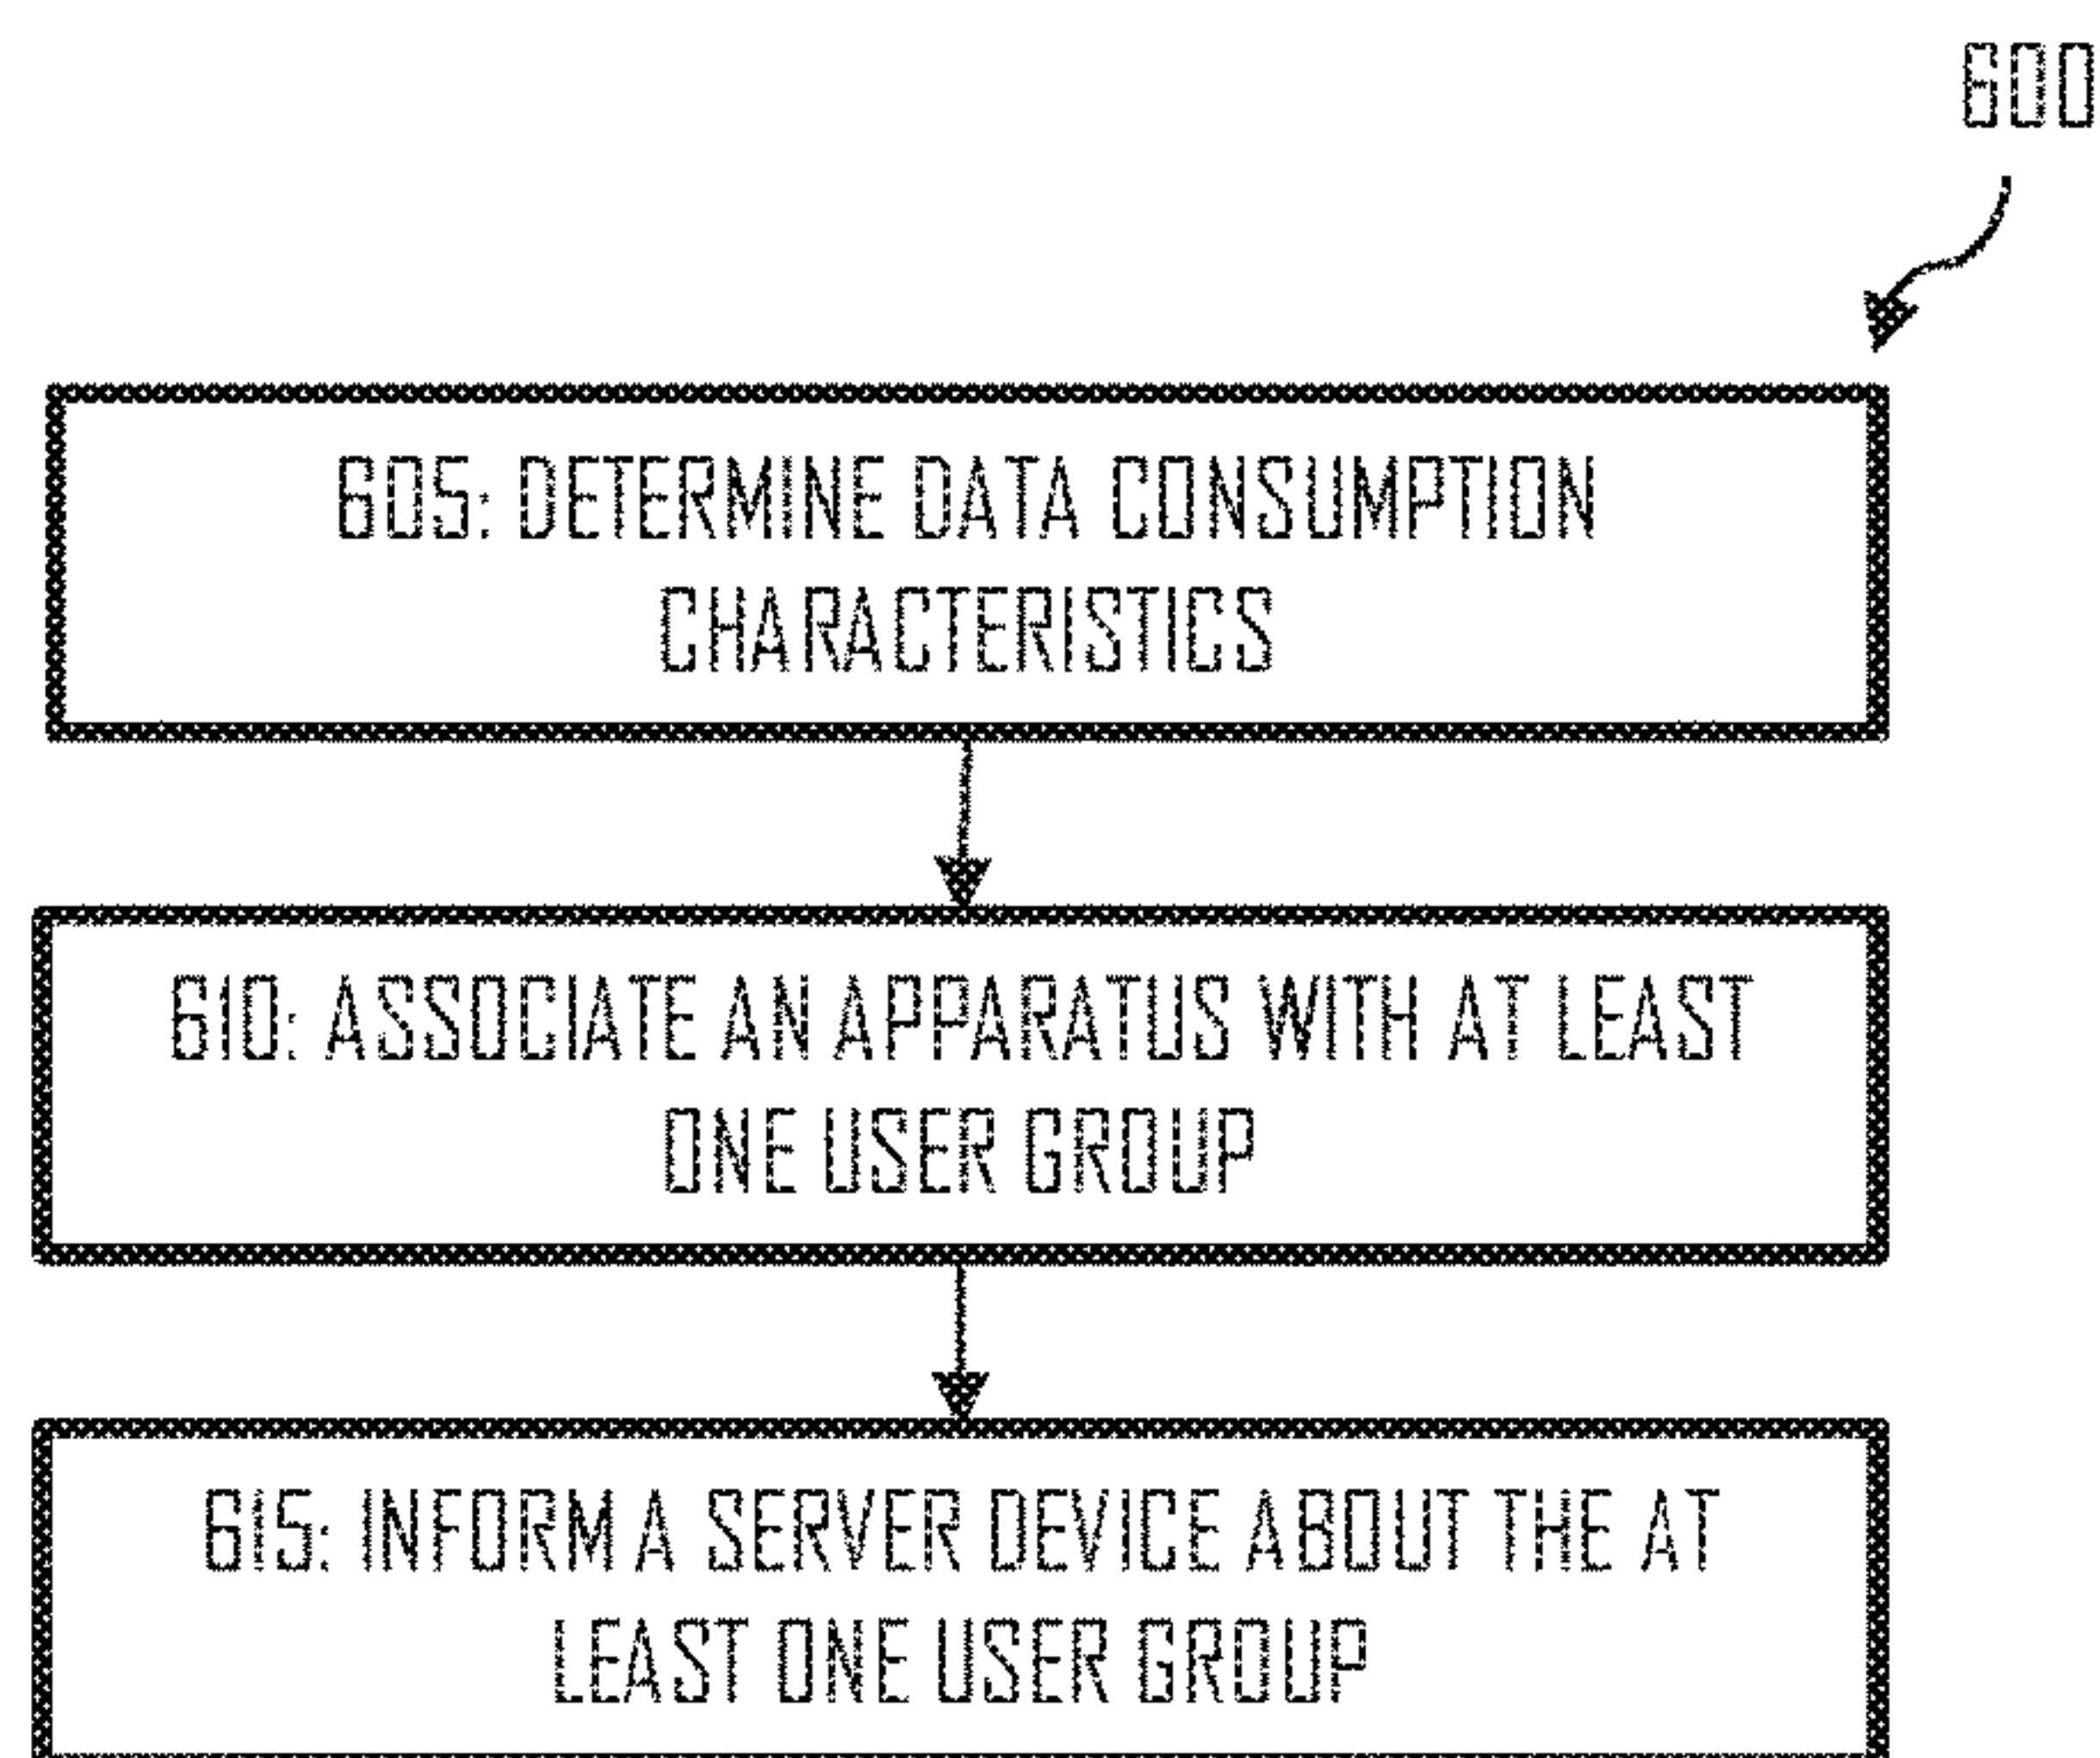 600
605: DETERMINE DATA CONSUMPTION
CHARACTERISTICS
610: ASSOCIATE AN APPARATUS WITH AT LEAST
ONE USER GROUP
615: INFORM A SERVER DEVICE ABOUT THE AT
LEAST ONE USER GROUP